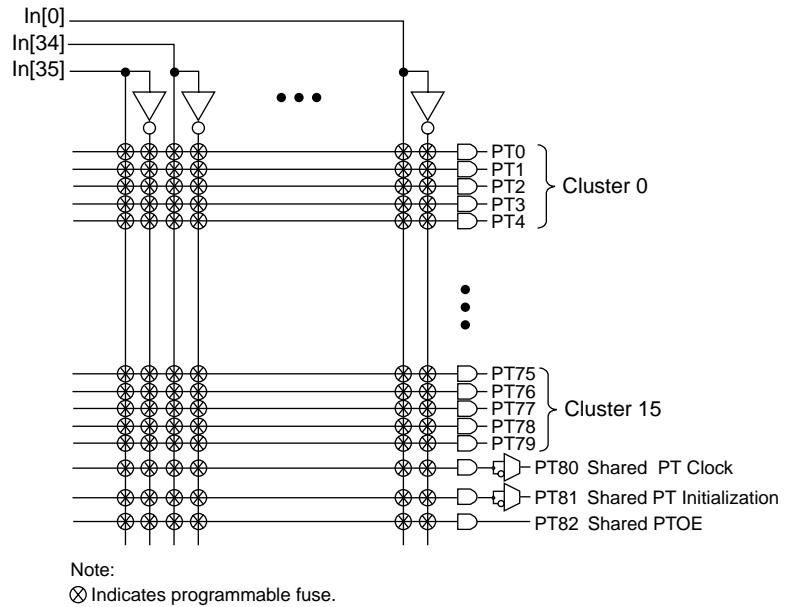 In[0]
In[34]
In[35]
PT0
PT1
PT2
PT3
PT4
Cluster 0
PT75
PT76
PT77
PT78
PT79
Cluster 15
PT80 Shared PT Clock
PT81 Shared PT Initialization
PT82 Shared PTOE
Note:
Indicates programmable fuse.